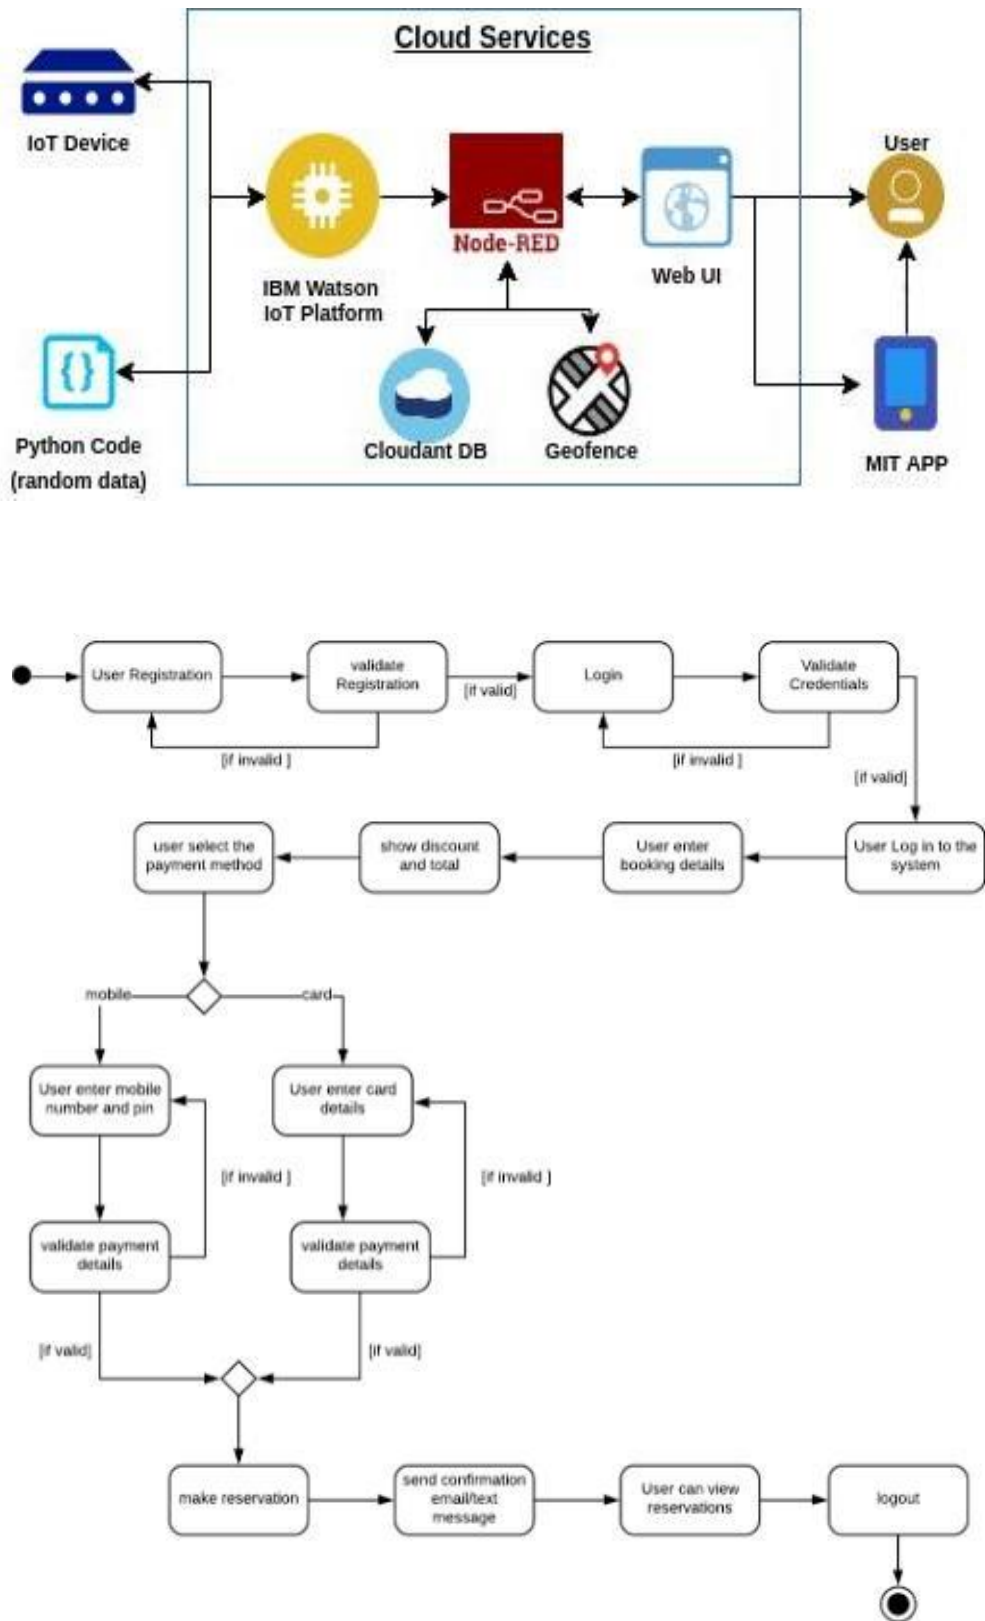 Cloud Services
IoT Device
User
Node-RED
Web UI
IBM Watson
IoT Platform
Python Code
(random data)
Cloudant DB
Geofence
MIT APP
User Registration
validate
Registration
[if valid]
Login
Validate
Credentials
[if invalid ]
[if invalid ]
[if valid]
user select the
payment method
show discount
and total
User enter
booking details
User Log in to the
system
mobile
card
User enter mobile
number and pin
User enter card
details
[if invalid ]
[if invalid ]
validate payment
details
validate payment
details
[if valid]
[if valid]
make reservation
send confirmation
email/text
message
User can view
reservations
logout